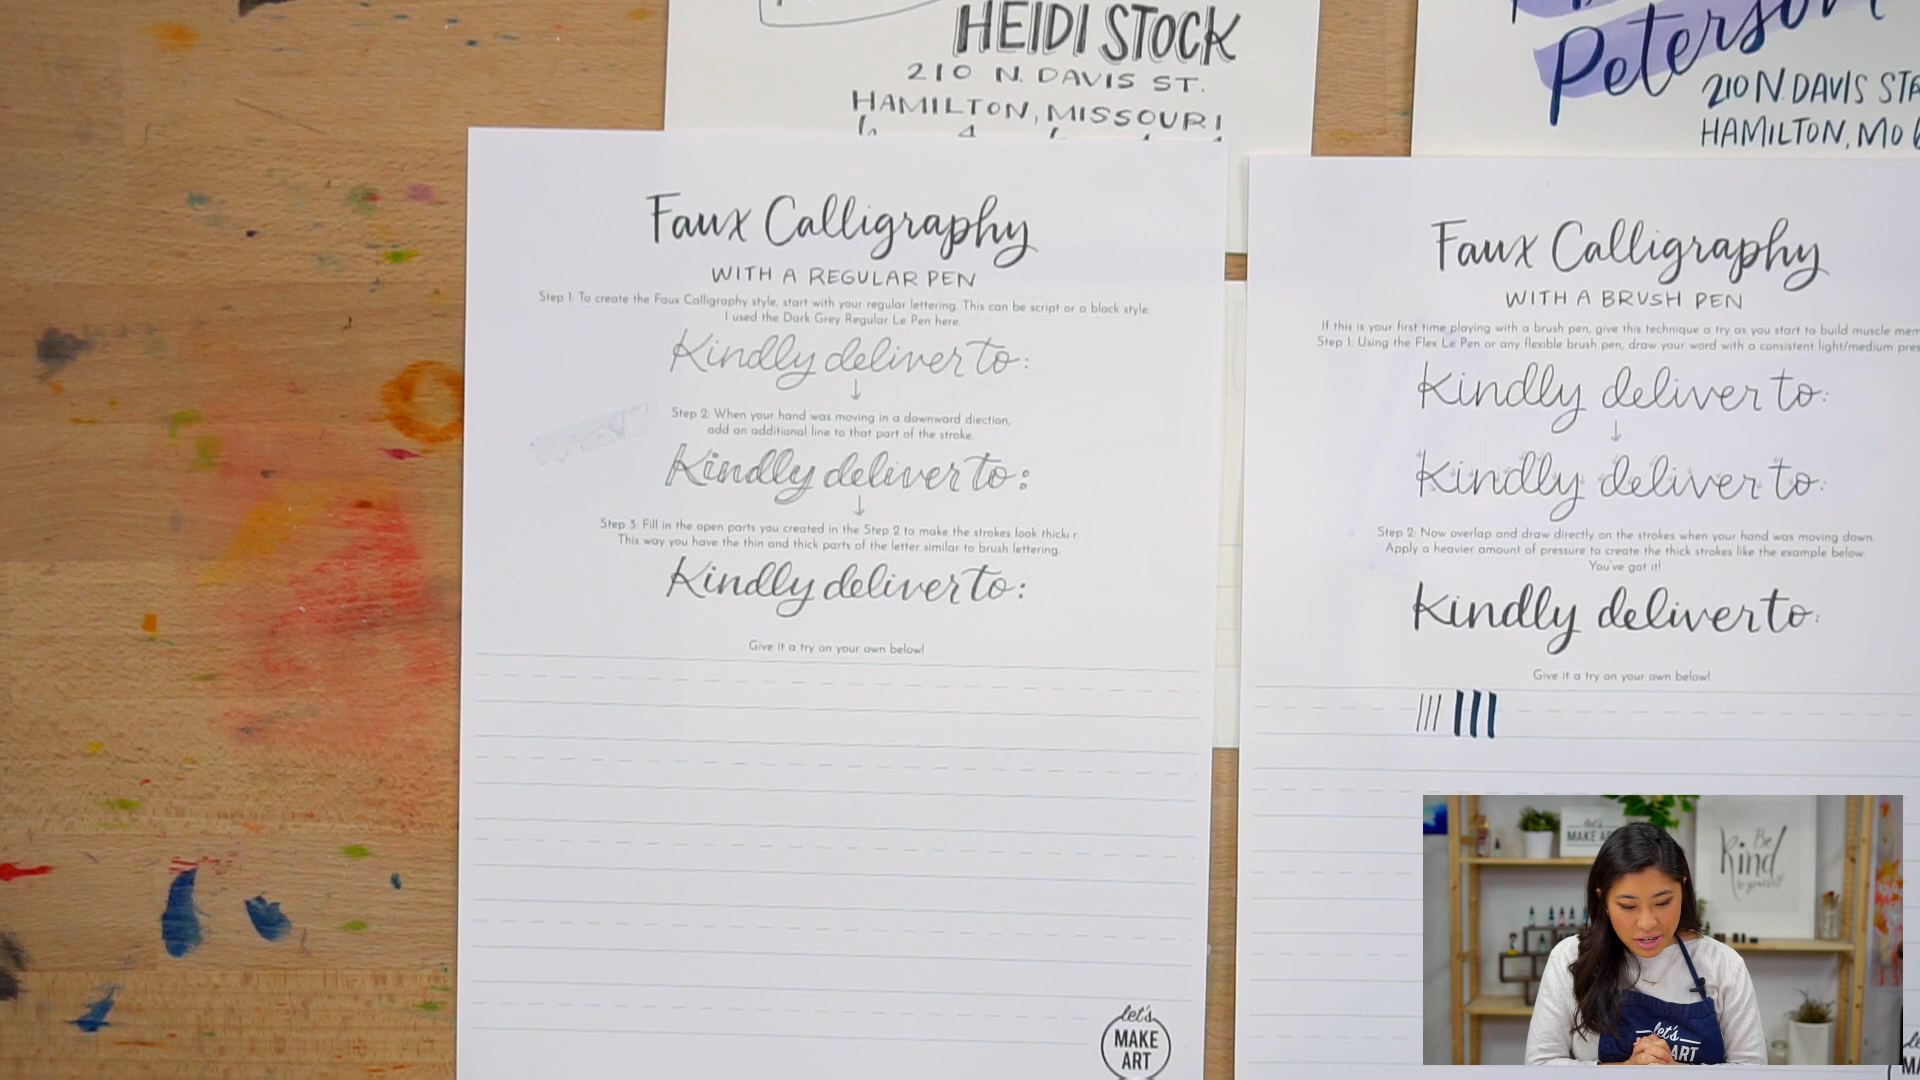 HEIDI STOCK
210 N. DAVIS ST.
HAMILTON, MISSOURI
Peterson
210 N. DAVIS
HAMILTON, MO
Faux Calligraphy
WITH A REGULAR PEN
Step 1: To create the Faux Calligraphy style, start with your regular lettering. This can be script or a block style.
I used the Dark Grey Regular Le Pen here.
Kindly deliver to:
Step 2: When your hand was moving in a downward diection,
add an additional line to that part of the stroke.
Kindly deliver to:
Step 3: Fill in the open parts you created in the Step 2 to make the strokes look
This way you have the thin and thick parts of the letter similar to brush lettering.
Kindly deliver to:
Give it a try on your own below!
let's
MAKE
ART
Faux Calligraphy
WITH A BRUSH PEN
If this is your first time playing with a brush pen, give this technique a try as you start to build muscle
Step 1: Using the Flex Le Pen or any flexible brush pen, draw your word with a consistent light/medium
Kindly deliver to:
Kindly deliver to:
Step 2: Now overlap and draw directly on the strokes when your hand was moving down.
Apply a heavier amount of pressure to create the thick strokes like the example below.
You've got it!
Kindly deliver to:
Give it a try on your own below!
let's
MAKE
Be
kind
to yourself
let's
ART